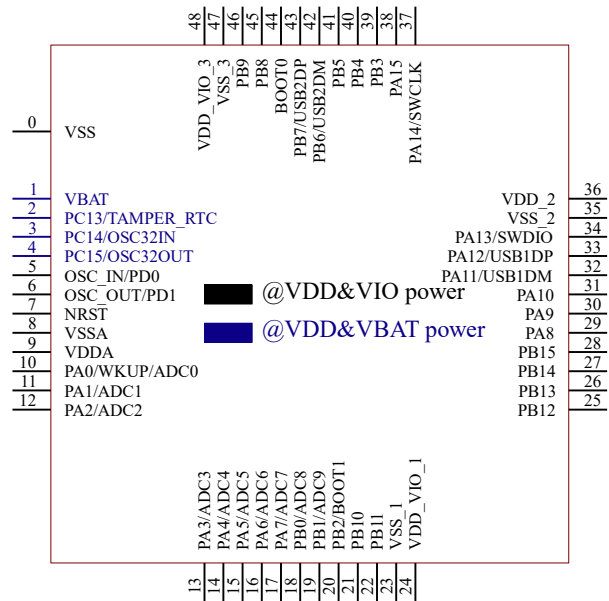 48
47
46
45
44
43
42
41
40
39
38
37
VDD_VIO_3
VSS_3
PB9
PB8
BOOT0
PB7/USB2DP
PB6/USB2DM
PB5
PB4
PB3
PA15
PA14/SWCLK
0 VSS
1 VBAT
2 PC13/TAMPER_RTC
3 PC14/OSC32IN
4 PC15/OSC32OUT
5 OSC_IN/PD0
6 OSC_OUT/PD1
7 NRST
8 VSSA
9 VDDA
10 PA0/WKUP/ADC0
11 PA1/ADC1
12 PA2/ADC2
@VDD&VIO power
@VDD&VBAT power
VDD_2 36
VSS_2 35
PA13/SWDIO 34
PA12/USB1DP 33
PA11/USB1DM 32
PA10 31
PA9 30
PA8 29
PB15 28
PB14 27
PB13 26
PB12 25
PA3/ADC3
PA4/ADC4
PA5/ADC5
PA6/ADC6
PA7/ADC7
PB0/ADC8
PB1/ADC9
PB2/BOOT1
PB10
PB11
VSS_1
VDD_VIO_1
13
14
15
16
17
18
19
20
21
22
23
24